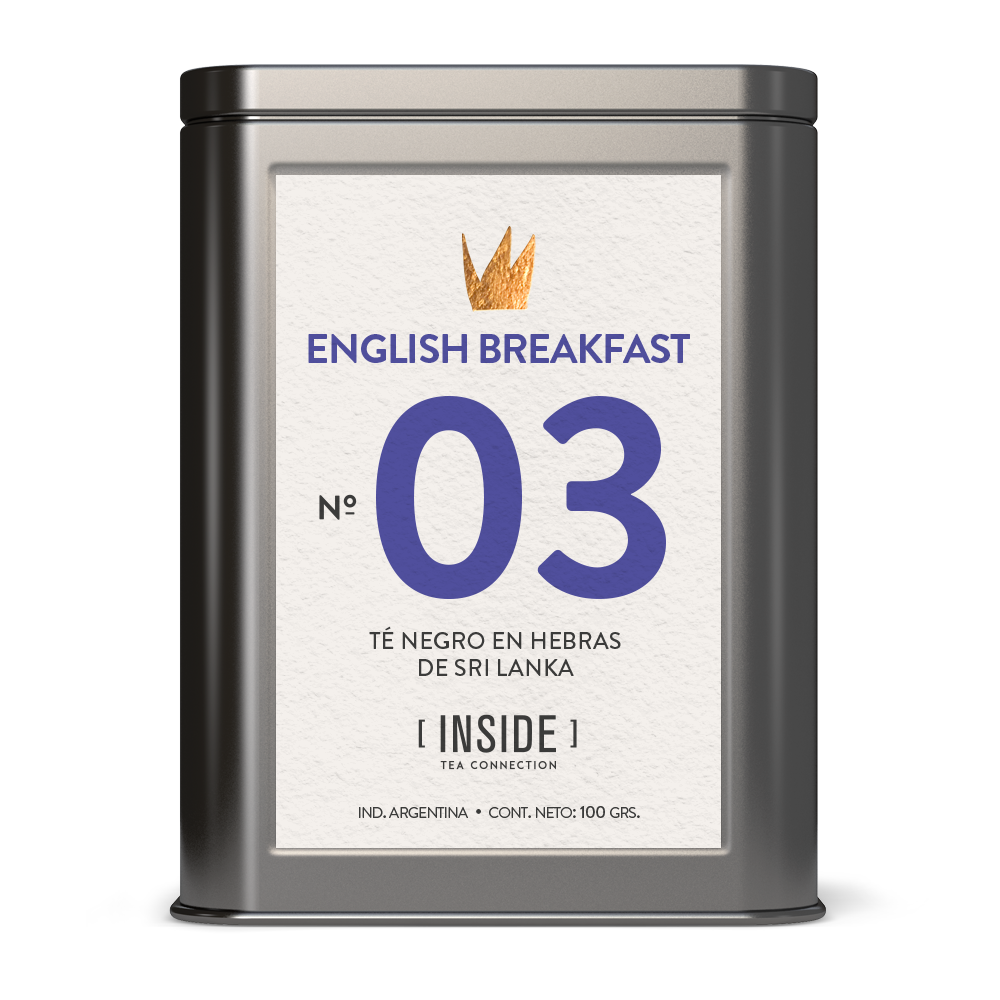 ENGLISH BREAKFAST
Nº 03
TÉ NEGRO EN HEBRAS
DE SRI LANKA
[ INSIDE ]
TEA CONNECTION
IND. ARGENTINA • CONT. NETO: 100 GRS.